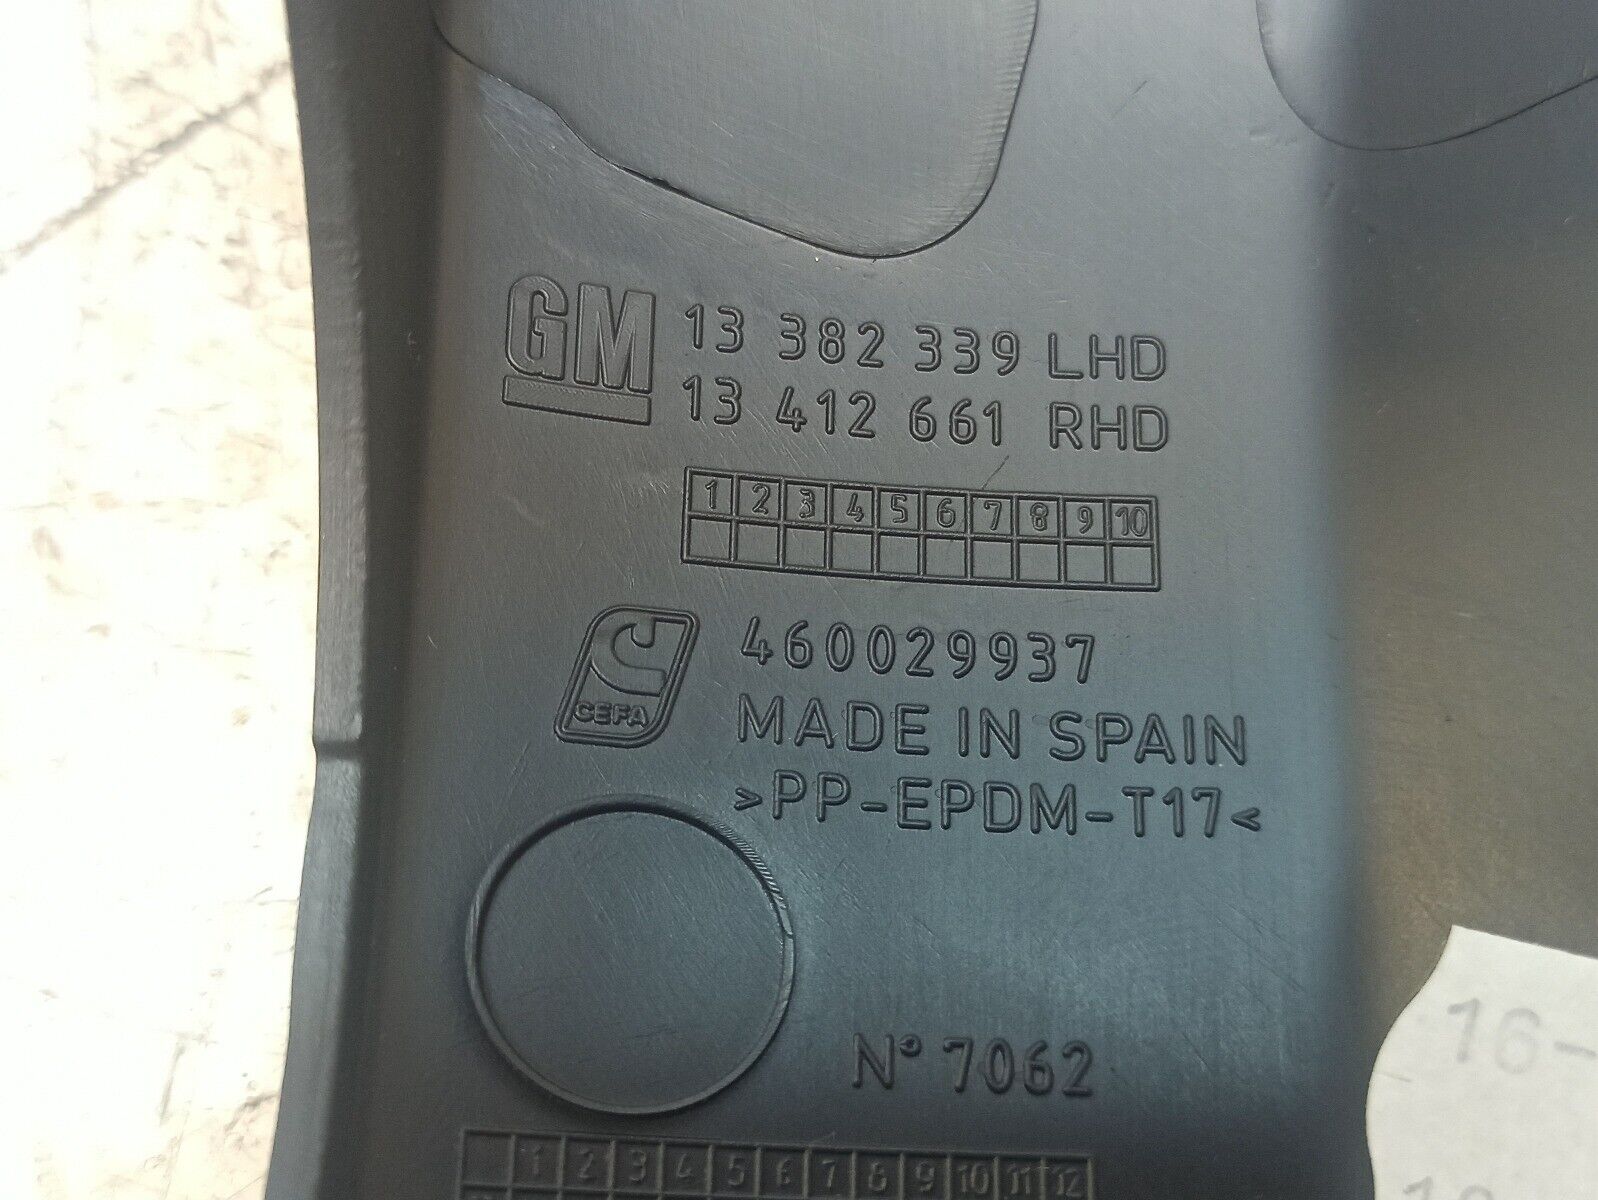 GM 13 382 339 LHD
13 412 661 RHD
1 2 3 4 5 6 7 8 9 10
CEFA 460029937
MADE IN SPAIN
>PP-EPDM-T17<
N° 7062
16-
1 2 3 4 5 6 7 8 9 10 11 12